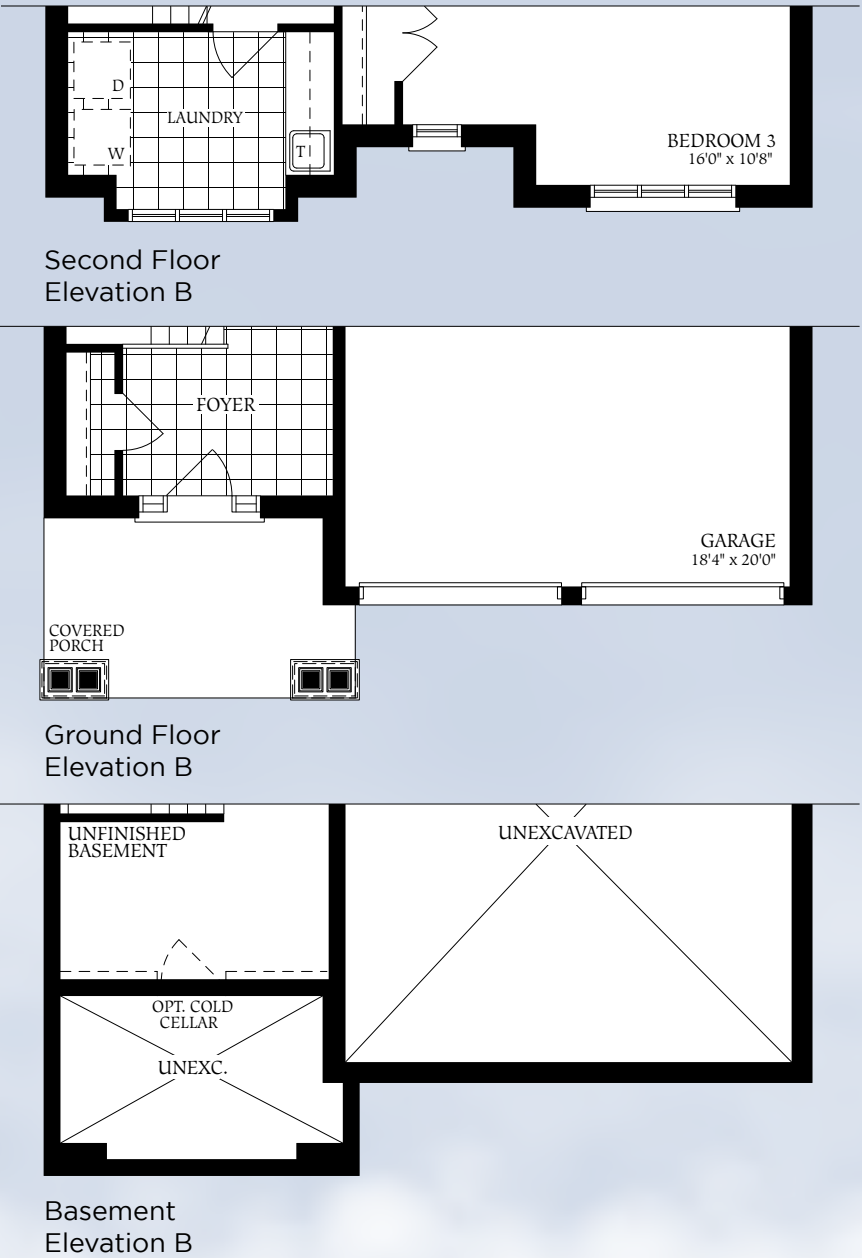 D
LAUNDRY
W
T
BEDROOM 3
16'0" x 10'8"
Second Floor
Elevation B
FOYER
GARAGE
18'4" x 20'0"
COVERED
PORCH
Ground Floor
Elevation B
UNFINISHED
BASEMENT
UNEXCAVATED
OPT. COLD
CELLAR
UNEXC.
Basement
Elevation B